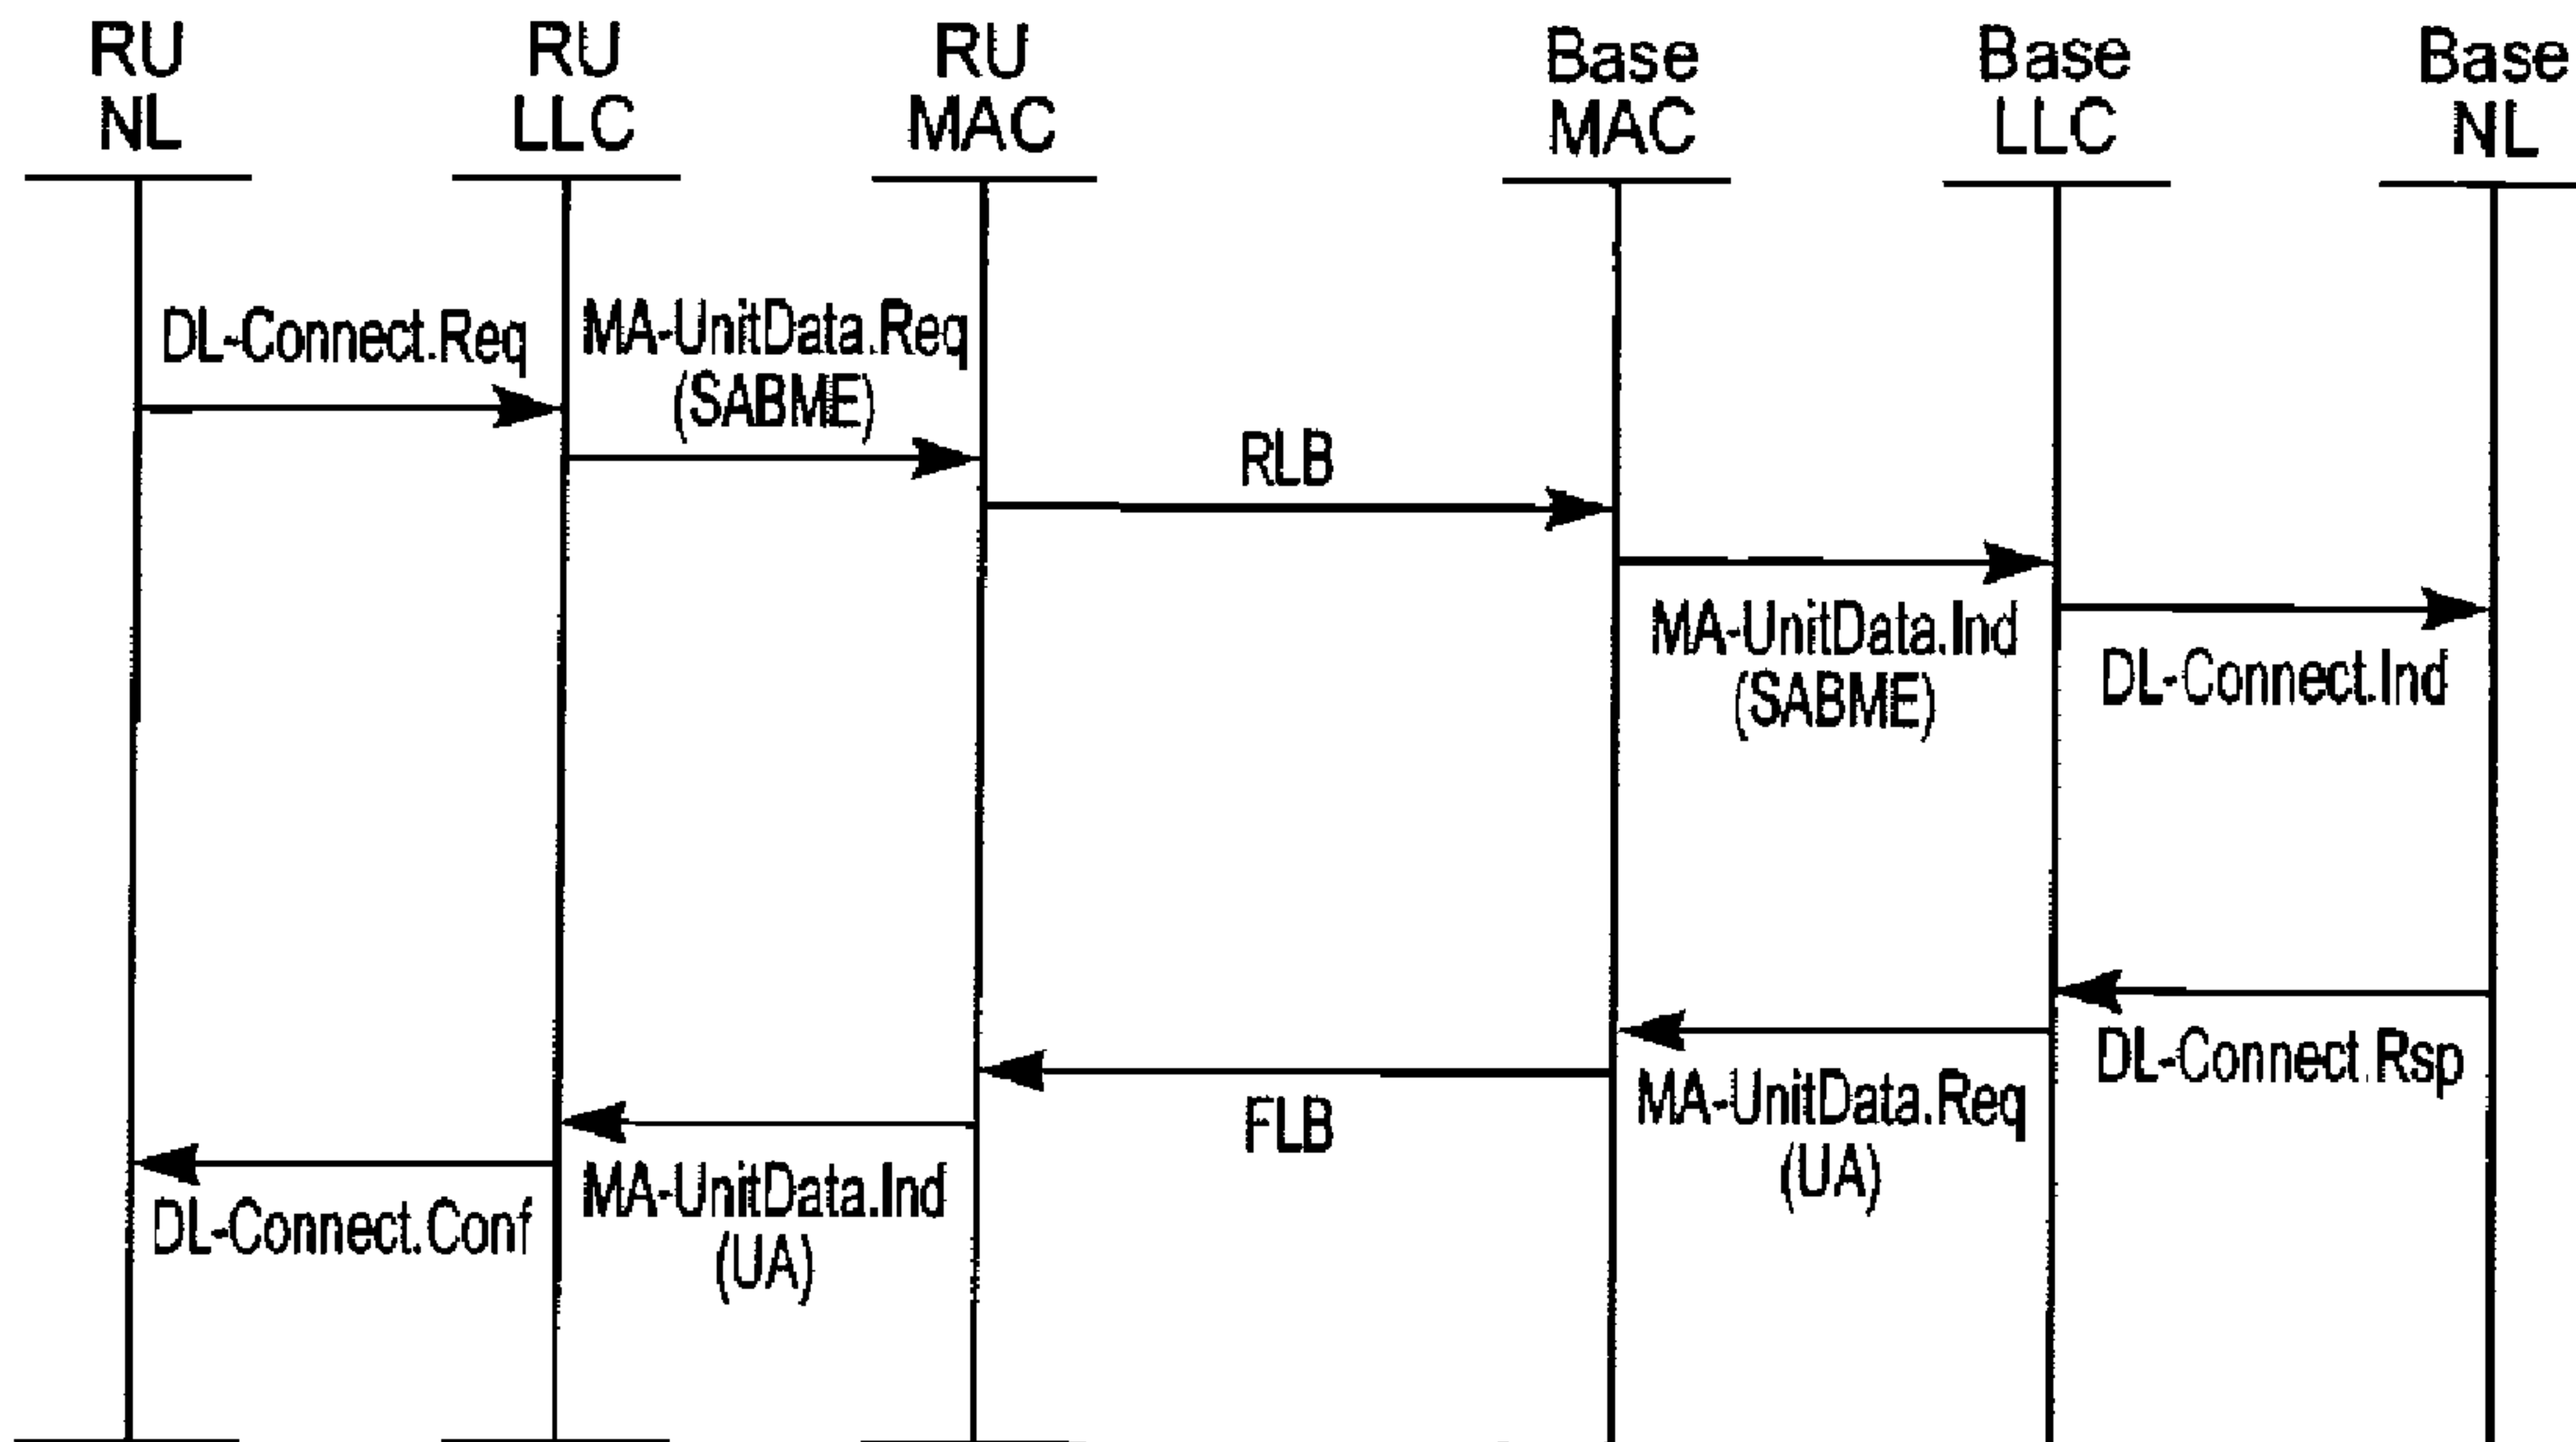 RU
NL
RU
LLC
RU
MAC
Base
MAC
Base
LLC
Base
NL
DL-Connect.Req
MA-UnitData.Req
(SABME)
RLB
MA-UnitData.Ind
(SABME)
DL-Connect.Ind
DL-Connect.Rsp
MA-UnitData.Req
(UA)
FLB
MA-UnitData.Ind
(UA)
DL-Connect.Conf